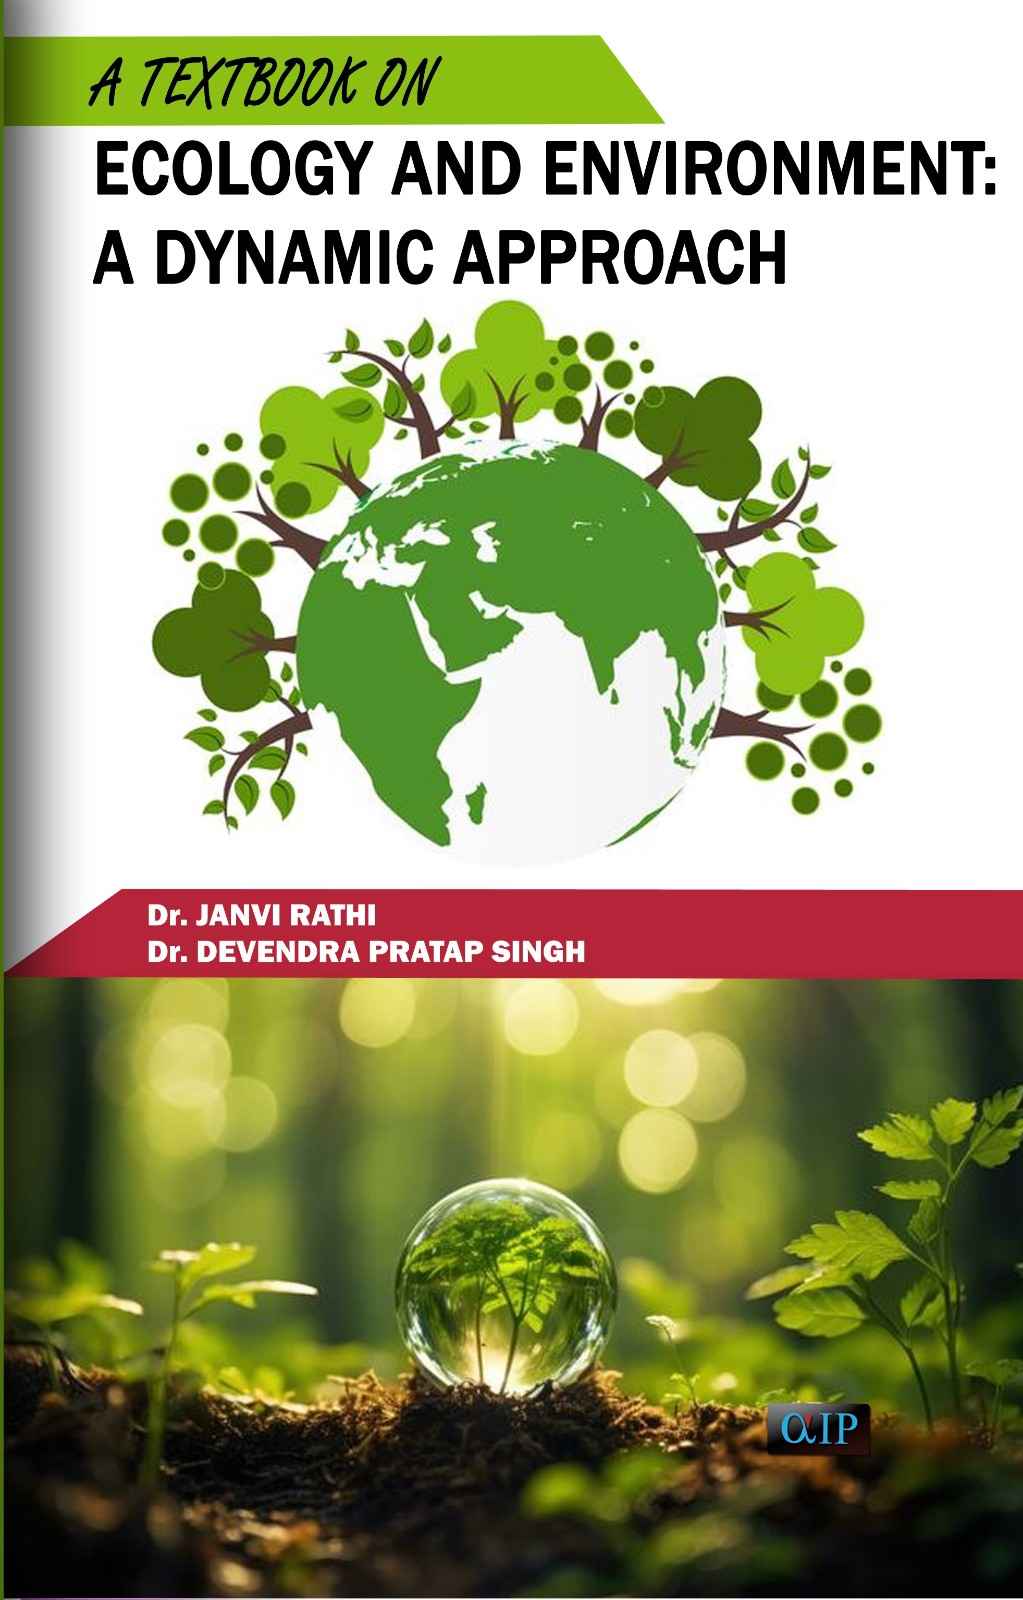 A TEXTBOOK ON
ECOLOGY AND ENVIRONMENT:
A DYNAMIC APPROACH
Dr. JANVI RATHI
Dr. DEVENDRA PRATAP SINGH
αIP